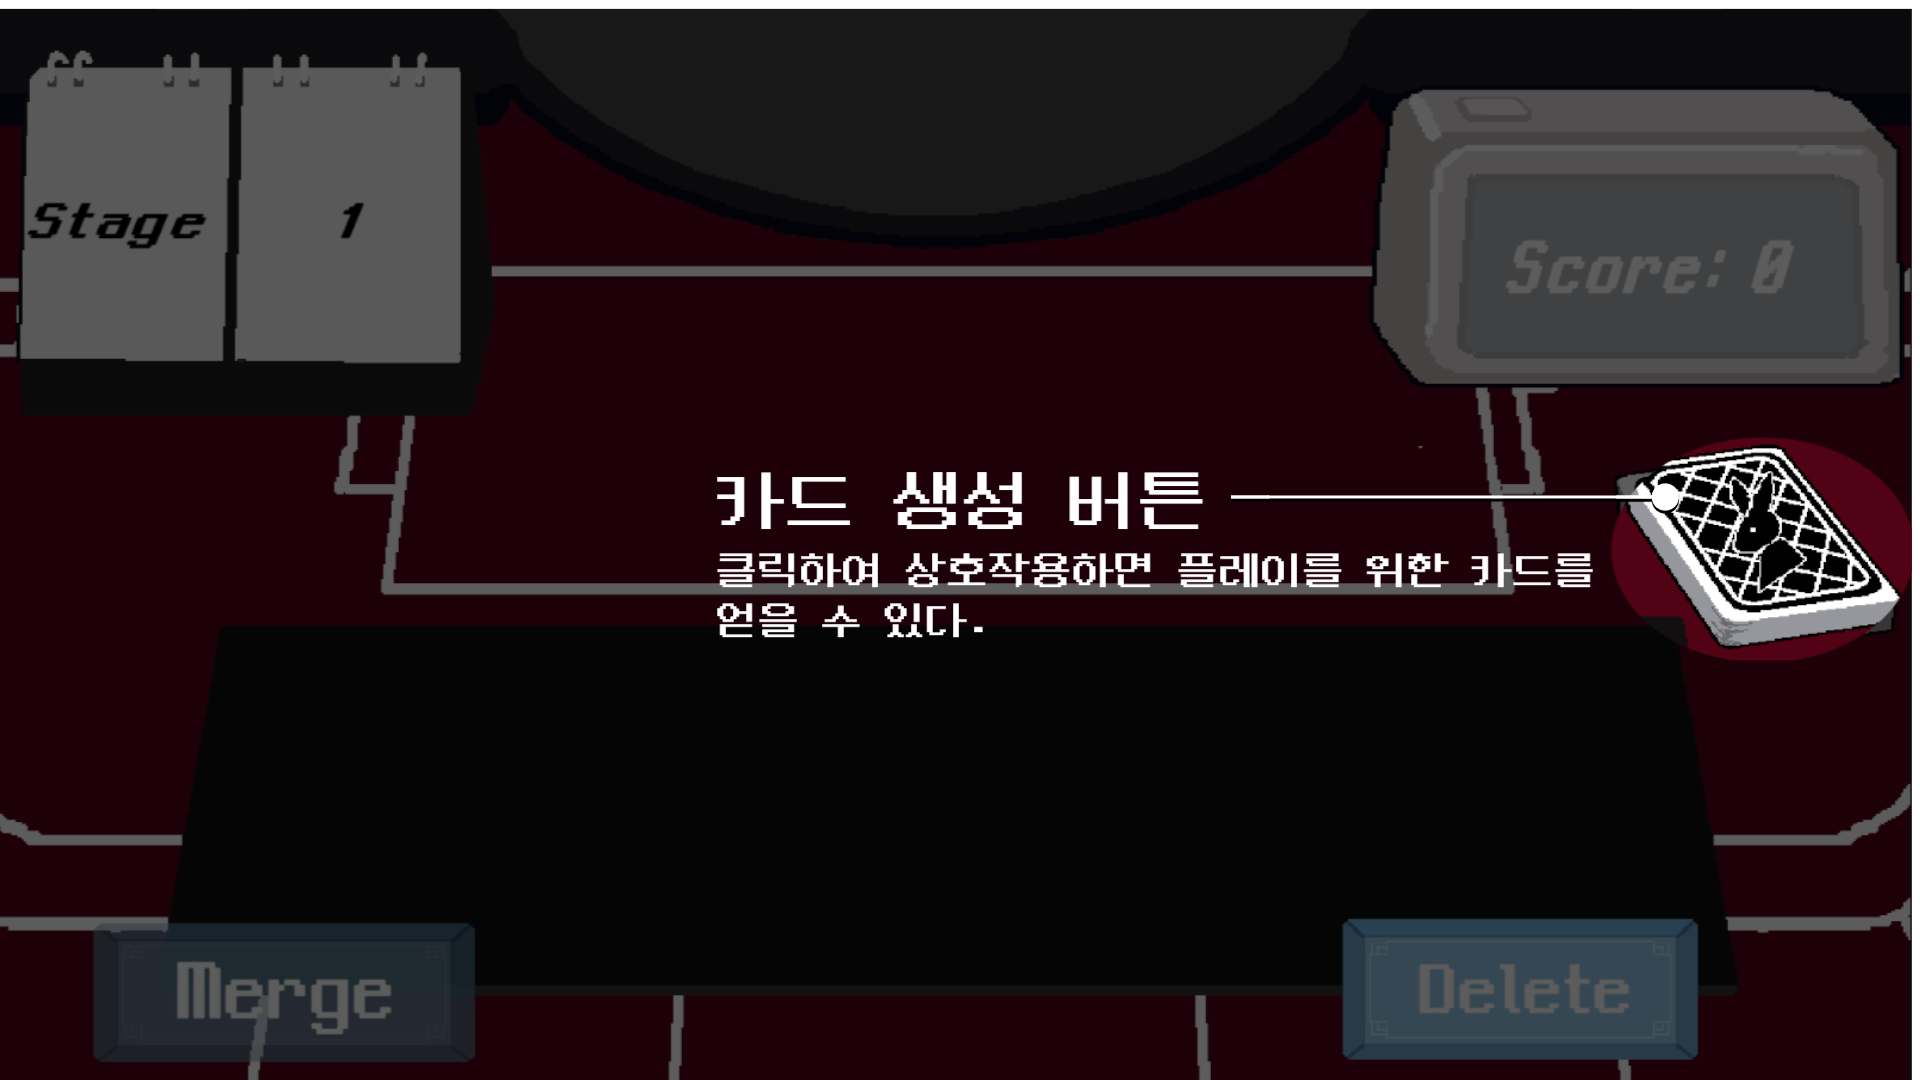 Stage
1
Score: 0
카드 생성 버튼
클릭하여 상호작용하면 플레이를 위한 카드를
얻을 수 있다.
Merge
Delete